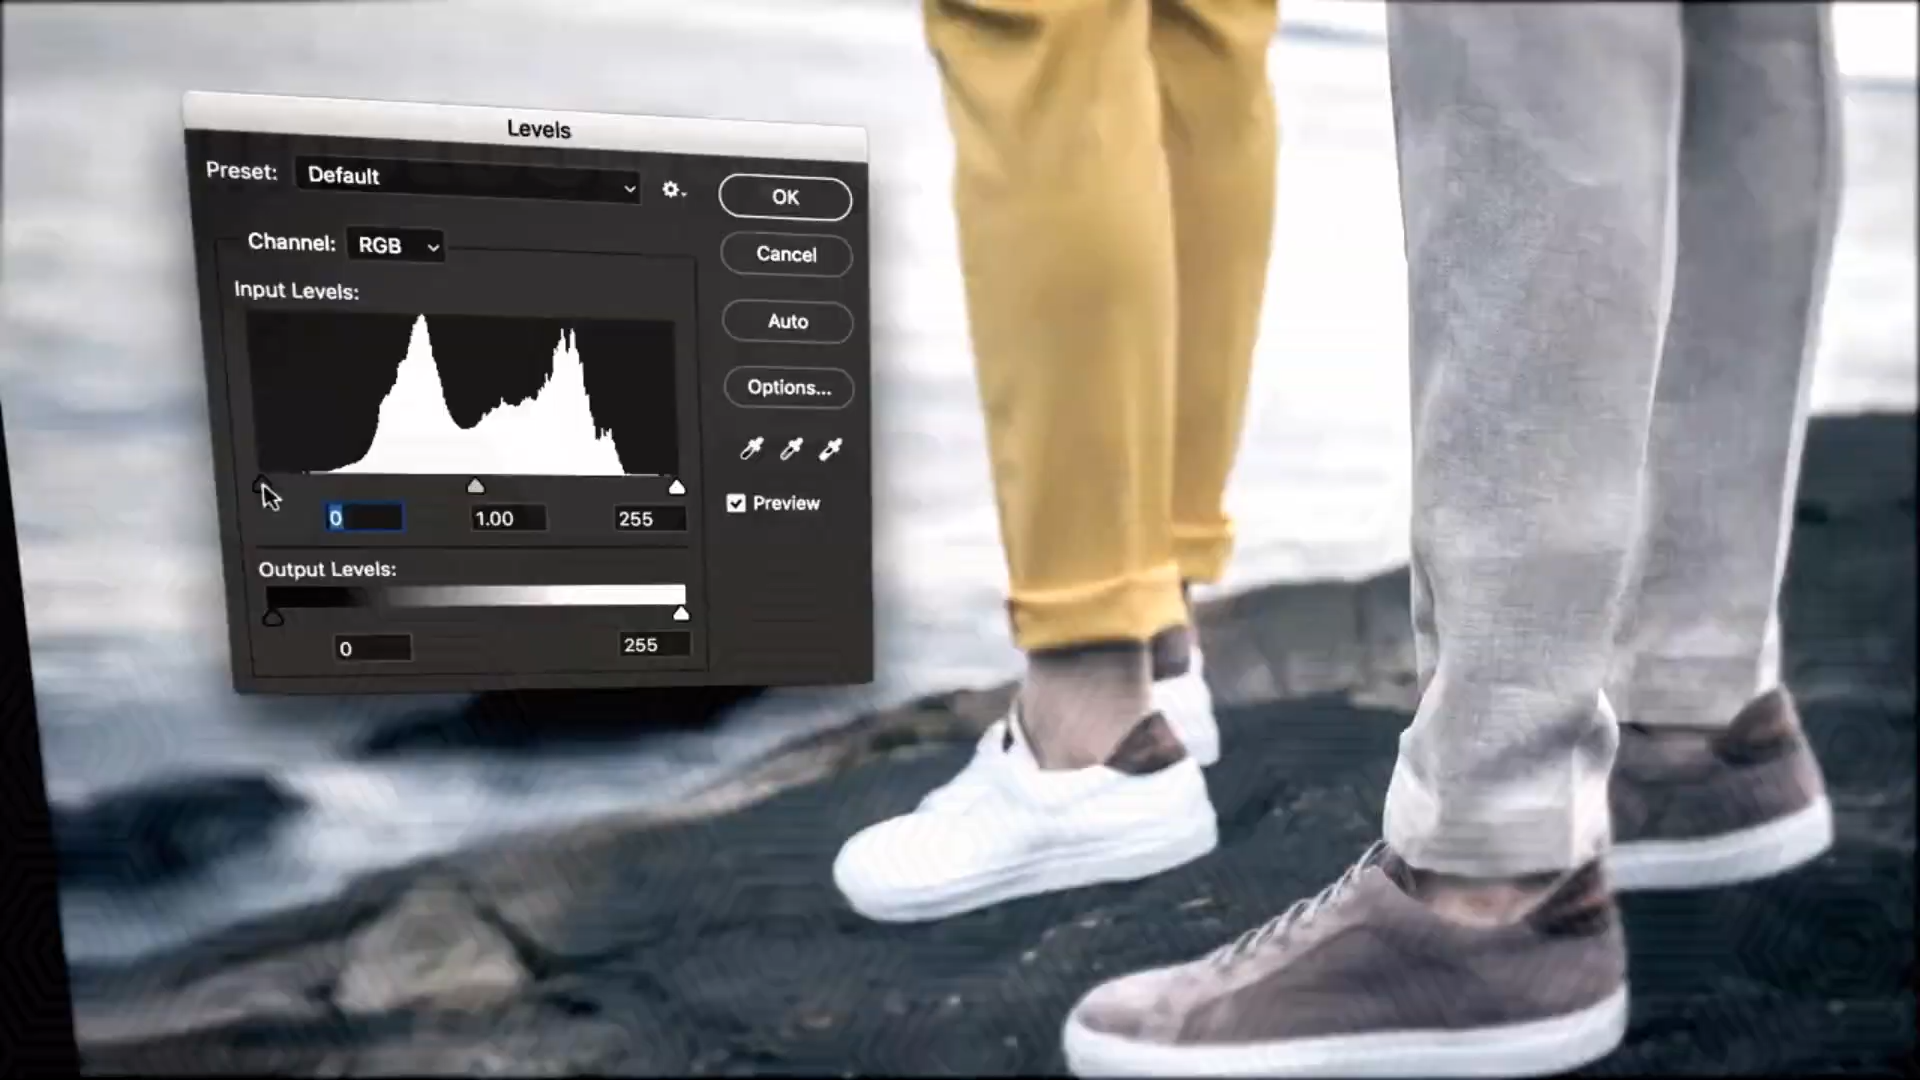 Levels
Preset: Default
OK
Channel: RGB
Cancel
Input Levels:
Auto
Options...
0 1.00 255
Preview
Output Levels:
0 255